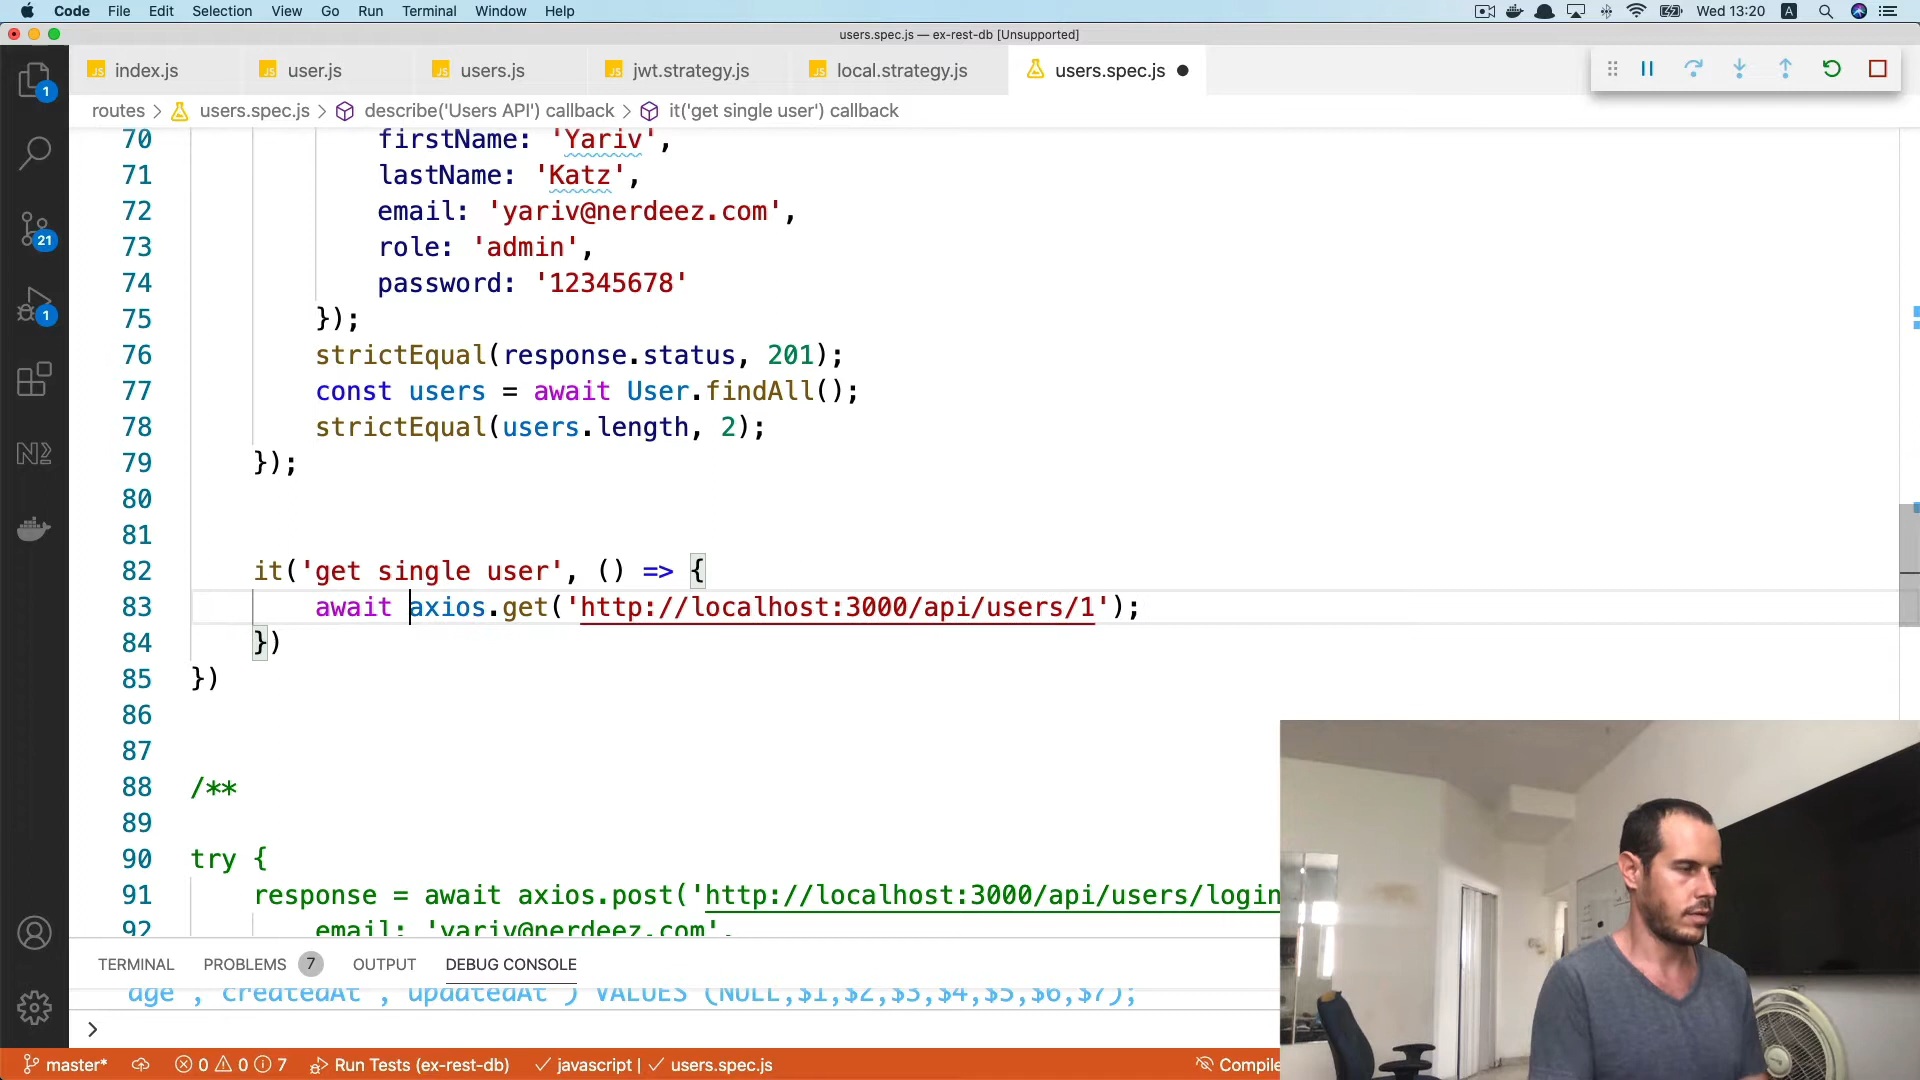 Code File Edit Selection View Go Run Terminal Window Help Wed 13:20 A
users.spec.js — ex-rest-db [Unsupported]
JS index.js JS user.js JS users.js JS jwt.strategy.js JS local.strategy.js users.spec.js
routes > users.spec.js > describe('Users API') callback > it('get single user') callback
70 firstName: 'Yariv',
71 lastName: 'Katz',
72 email: 'yariv@nerdeez.com',
73 role: 'admin',
74 password: '12345678'
75 });
76 strictEqual(response.status, 201);
77 const users = await User.findAll();
78 strictEqual(users.length, 2);
79 });
80
81
82 it('get single user', () => {
83 await axios.get('http://localhost:3000/api/users/1');
84 })
85 })
86
87
88 /**
89
90 try {
91 response = await axios.post('http://localhost:3000/api/users/login
92 email: 'yariv@nerdeez.com',
1
21
1
TERMINAL PROBLEMS 7 OUTPUT DEBUG CONSOLE
age","createdAt","updatedAt") VALUES (NULL,$1,$2,$3,$4,$5,$6,$7);
>
master* 0 0 7 Run Tests (ex-rest-db) javascript | users.spec.js Compile